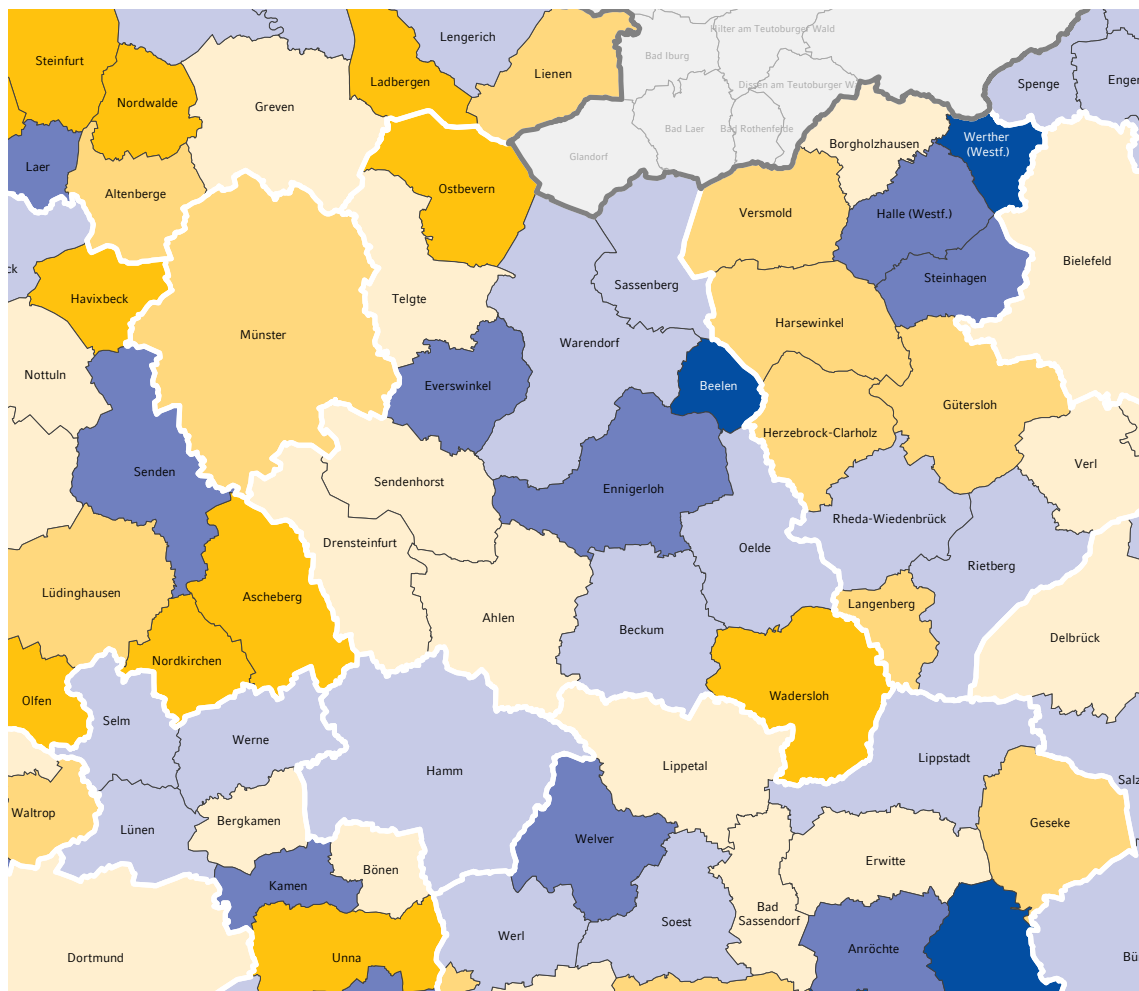 Hilter am Teutoburger Wald
Lengerich
Bad Iburg
Steinfurt
Lienen
Ladbergen
Dissen am Teutoburger W
Spenge
Enger
Nordwalde
Greven
Bad Laer
Bad Rothenfelde
Werther
(Westf.)
Borgholzhausen
Glandorf
Laer
Altenberge
Ostbevern
Versmold
Halle (Westf.)
Bielefeld
ck
Steinhagen
Sassenberg
Havixbeck
Telgte
Harsewinkel
Münster
Warendorf
Nottuln
Everswinkel
Beelen
Gütersloh
Herzebrock-Clarholz
Verl
Senden
Sendenhorst
Ennigerloh
Rheda-Wiedenbrück
Drensteinfurt
Oelde
Rietberg
Lüdinghausen
Ascheberg
Langenberg
Ahlen
Beckum
Delbrück
Nordkirchen
Olfen
Wadersloh
Selm
Werne
Lippstadt
Lippetal
Hamm
Salz
Waltrop
Bergkamen
Lünen
Geseke
Welver
Erwitte
Bönen
Kamen
Bad
Sassendorf
Soest
Werl
Anröchte
Dortmund
Unna
Bü